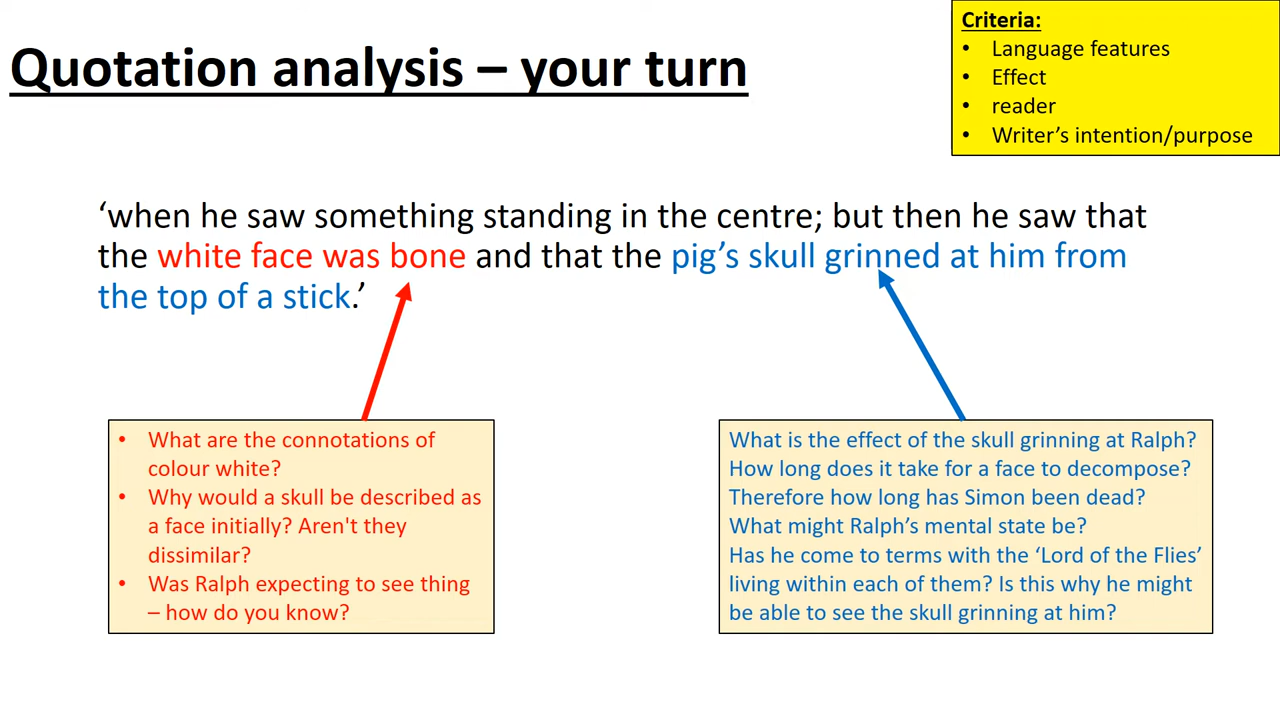 Quotation analysis – your turn
Criteria:
• Language features
• Effect
• reader
• Writer's intention/purpose
‘when he saw something standing in the centre; but then he saw that
the white face was bone and that the pig’s skull grinned at him from
the top of a stick.’
• What are the connotations of
colour white?
• Why would a skull be described as
a face initially? Aren't they
dissimilar?
• Was Ralph expecting to see thing
– how do you know?
What is the effect of the skull grinning at Ralph?
How long does it take for a face to decompose?
Therefore how long has Simon been dead?
What might Ralph’s mental state be?
Has he come to terms with the ‘Lord of the Flies’
living within each of them? Is this why he might
be able to see the skull grinning at him?